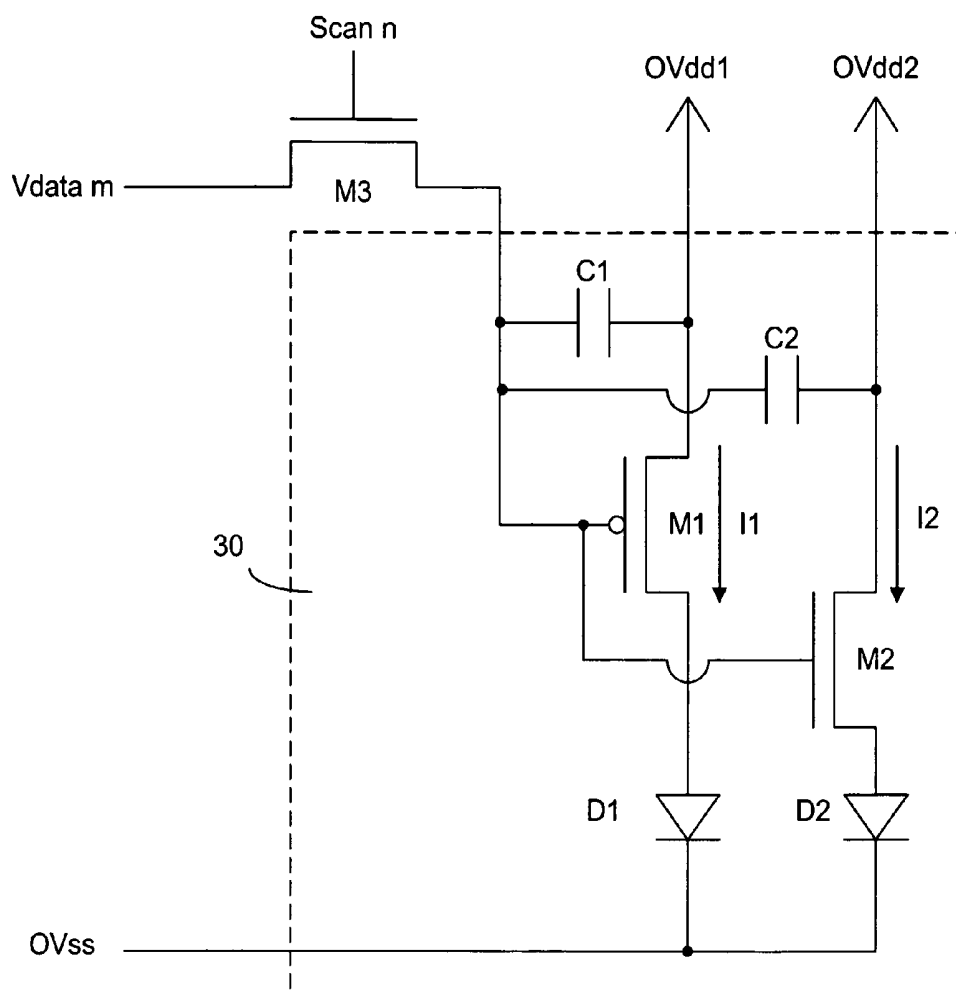 Scan n
OVdd1
OVdd2
Vdata m
M3
C1
C2
M1
I1
I2
30
M2
D1
D2
OVss